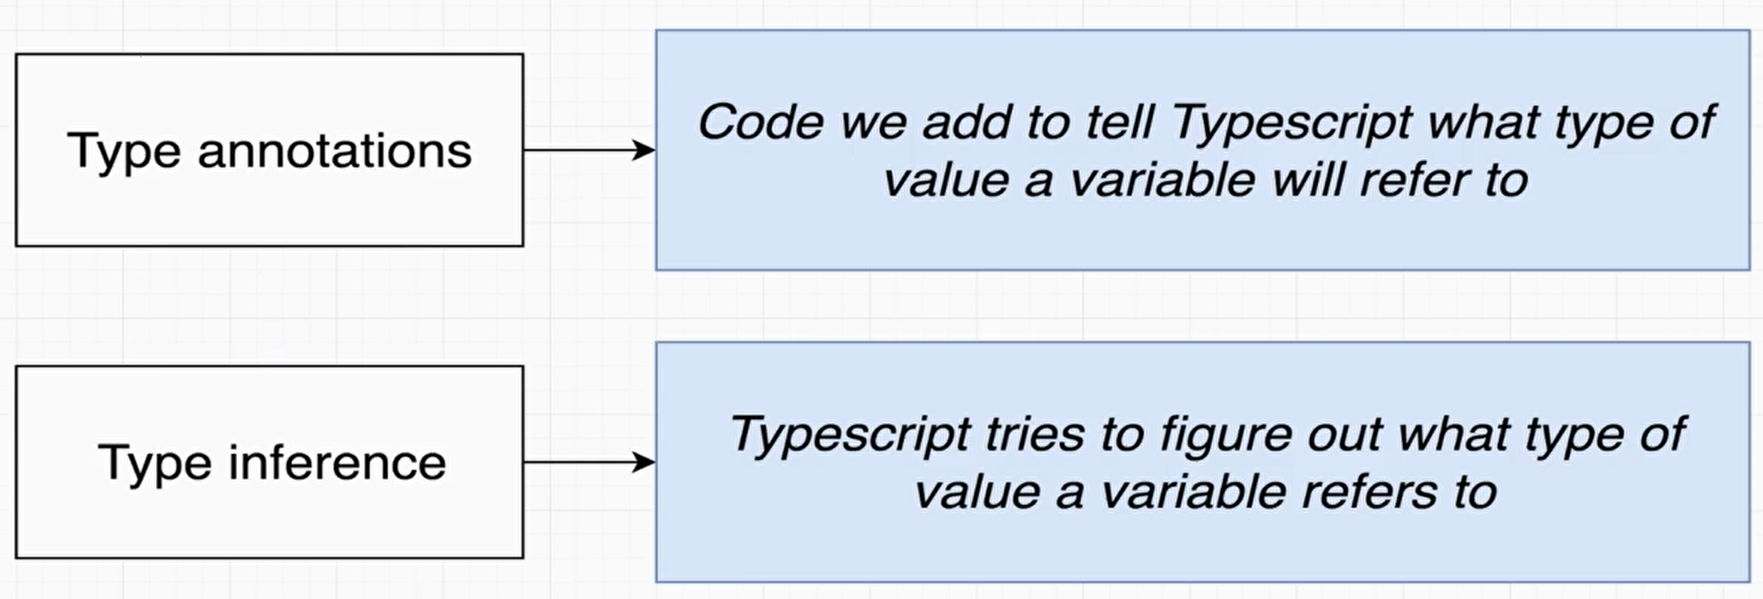 Type annotations
Code we add to tell Typescript what type of
value a variable will refer to
Type inference
Typescript tries to figure out what type of
value a variable refers to